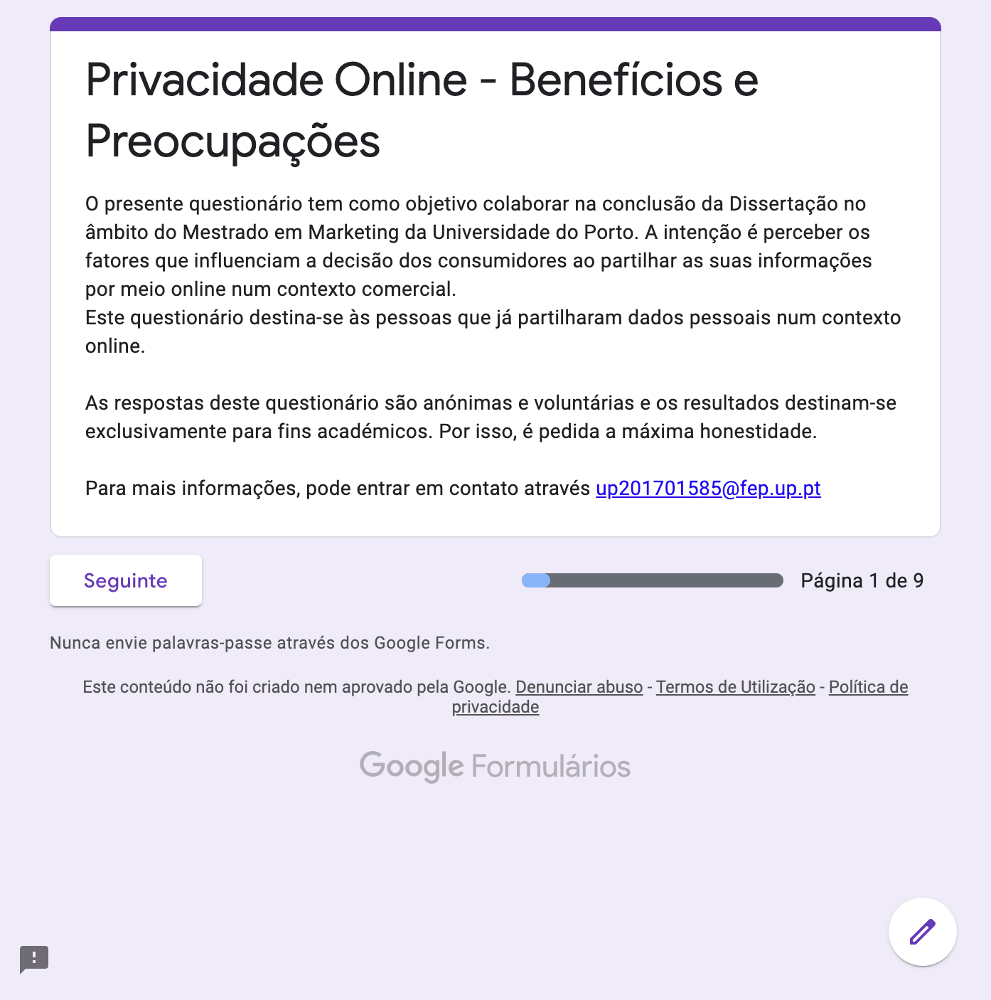 Privacidade Online - Benefícios e
Preocupações
O presente questionário tem como objetivo colaborar na conclusão da Dissertação no
âmbito do Mestrado em Marketing da Universidade do Porto. A intenção é perceber os
fatores que influenciam a decisão dos consumidores ao partilhar as suas informações
por meio online num contexto comercial.
Este questionário destina-se às pessoas que já partilharam dados pessoais num contexto
online.
As respostas deste questionário são anónimas e voluntárias e os resultados destinam-se
exclusivamente para fins académicos. Por isso, é pedida a máxima honestidade.
Para mais informações, pode entrar em contato através up201701585@fep.up.pt
Seguinte
Página 1 de 9
Nunca envie palavras-passe através dos Google Forms.
Este conteúdo não foi criado nem aprovado pela Google. Denunciar abuso - Termos de Utilização - Política de
privacidade
Google Formulários